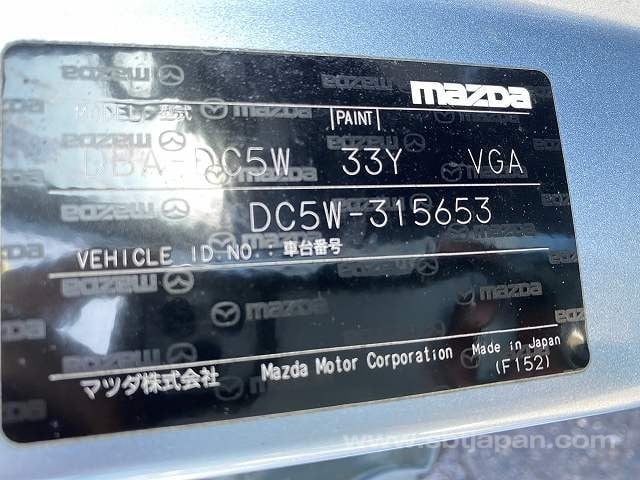 mazda
MODEL:型式 PAINT
DBA-DC5W 33Y VGA
DC5W-315653
VEHICLE ID.NO.:車台番号
マツダ株式会社 Mazda Motor Corporation Made in Japan
(F152)
www.sbtjapan.com